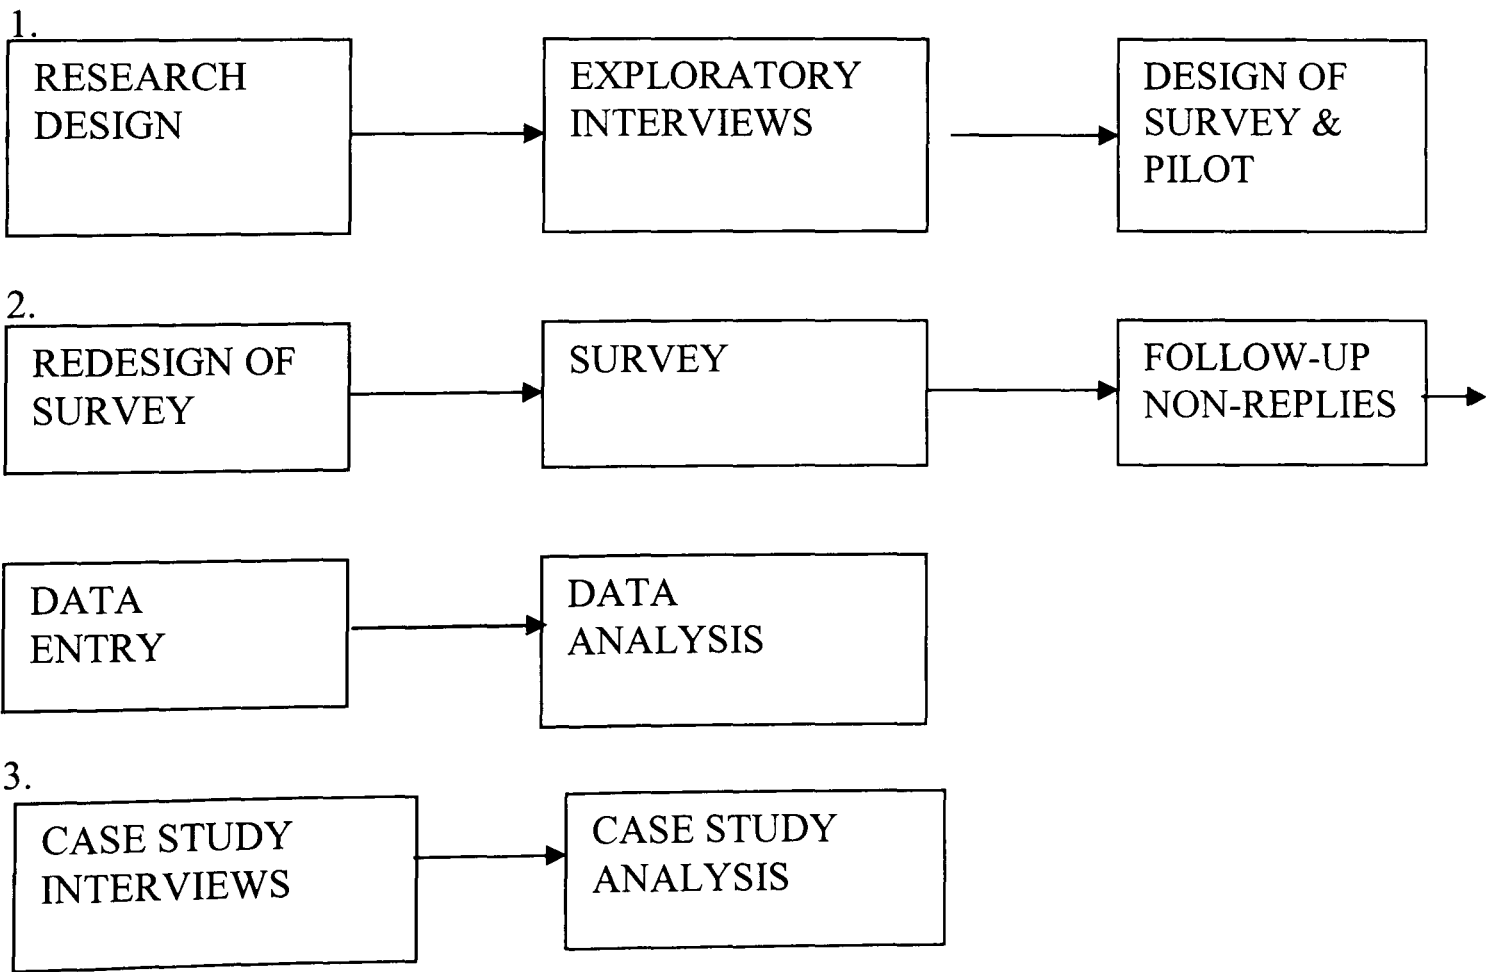 1.
RESEARCH
DESIGN
EXPLORATORY
INTERVIEWS
DESIGN OF
SURVEY &
PILOT
2.
REDESIGN OF
SURVEY
SURVEY
FOLLOW-UP
NON-REPLIES
DATA
ENTRY
DATA
ANALYSIS
3.
CASE STUDY
INTERVIEWS
CASE STUDY
ANALYSIS